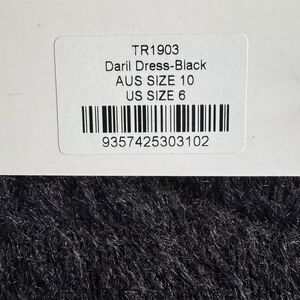 TR1903
Daril Dress-Black
AUS SIZE 10
US SIZE 6
9357425303102